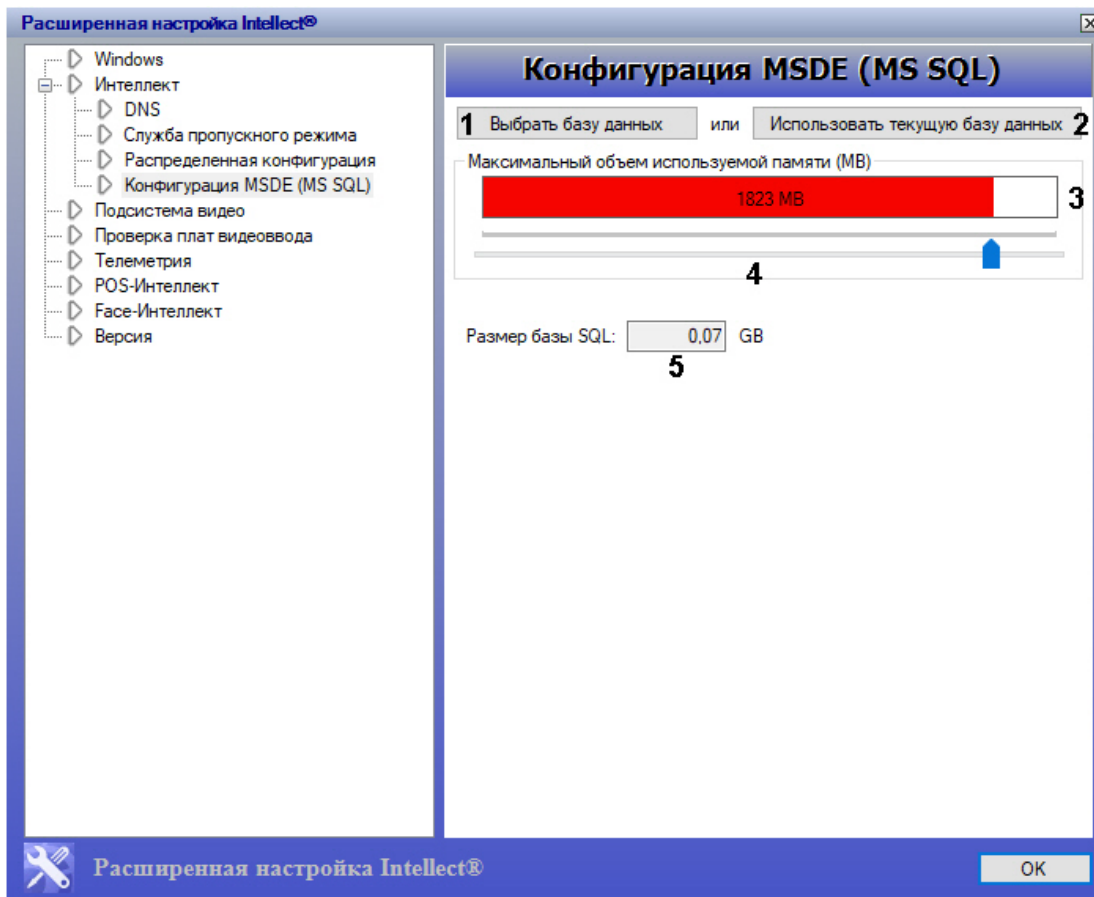 Расширенная настройка Intellect®
Windows
Интеллект
DNS
Служба пропускного режима
Распределенная конфигурация
Конфигурация MSDE (MS SQL)
Подсистема видео
Проверка плат видеоввода
Телеметрия
POS-Интеллект
Face-Интеллект
Версия
Конфигурация MSDE (MS SQL)
1 Выбрать базу данных или Использовать текущую базу данных 2
Максимальный объем используемой памяти (MB)
1823 MB 3
4
Размер базы SQL: 0,07 GB
5
Расширенная настройка Intellect®
OK